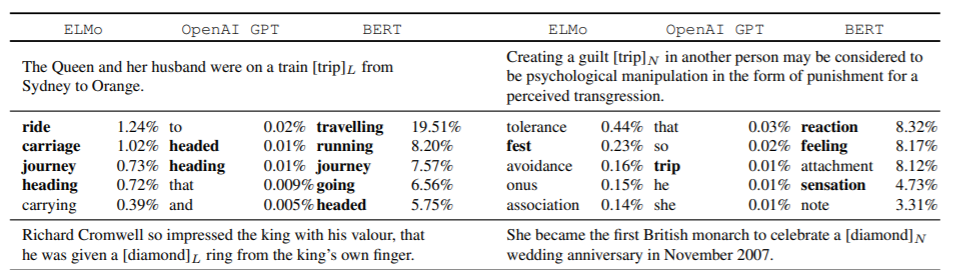 ELMo OpenAI GPT BERT ELMo OpenAI GPT BERT
The Queen and her husband were on a train [trip]L from
Sydney to Orange.
Creating a guilt [trip]N in another person may be considered to
be psychological manipulation in the form of punishment for a
perceived transgression.
ride 1.24% to 0.02% travelling 19.51% tolerance 0.44% that 0.03% reaction 8.32%
carriage 1.02% headed 0.01% running 8.20% fest 0.23% so 0.02% feeling 8.17%
journey 0.73% heading 0.01% journey 7.57% avoidance 0.16% trip 0.01% attachment 8.12%
heading 0.72% that 0.009% going 6.56% onus 0.15% he 0.01% sensation 4.73%
carrying 0.39% and 0.005% headed 5.75% association 0.14% she 0.01% note 3.31%
Richard Cromwell so impressed the king with his valour, that
he was given a [diamond]L ring from the king's own finger.
She became the first British monarch to celebrate a [diamond]N
wedding anniversary in November 2007.